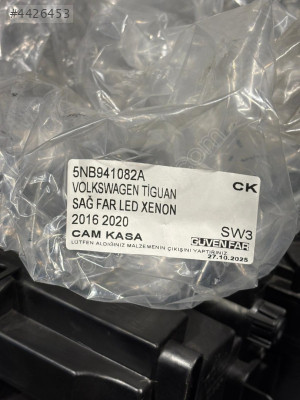 #4426453
5NB941082A
CK
VOLKSWAGEN TİGUAN
SAĞ FAR LED XENON
2016 2020
CAM KASA
SW3
LÜTFEN ALDIĞINIZ MALZEMENİN ÇIKIŞINI YAPTIRINIZ
GÜVEN FAR
27.10.2025